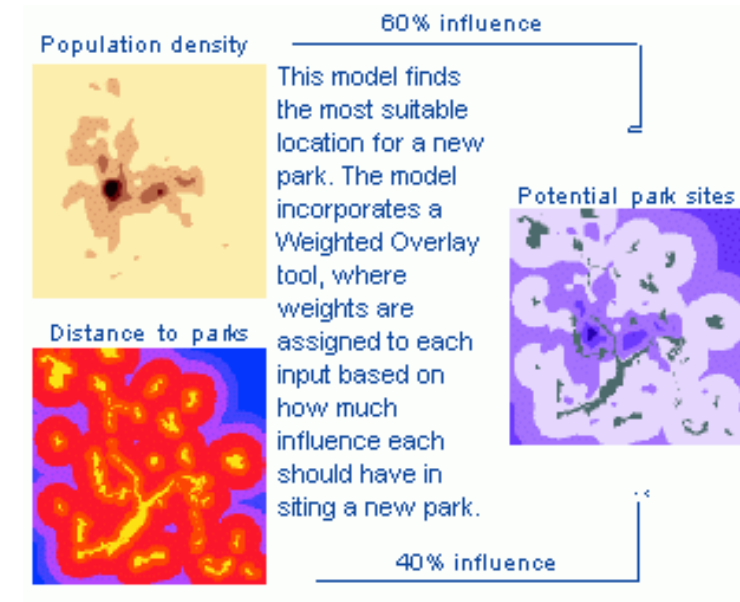 60% influence
Population density
This model finds
the most suitable
location for a new
park. The model
incorporates a
Weighted Overlay
tool, where
weights are
assigned to each
input based on
how much
influence each
should have in
siting a new park.
Potential park sites
Distance to parks
40% influence